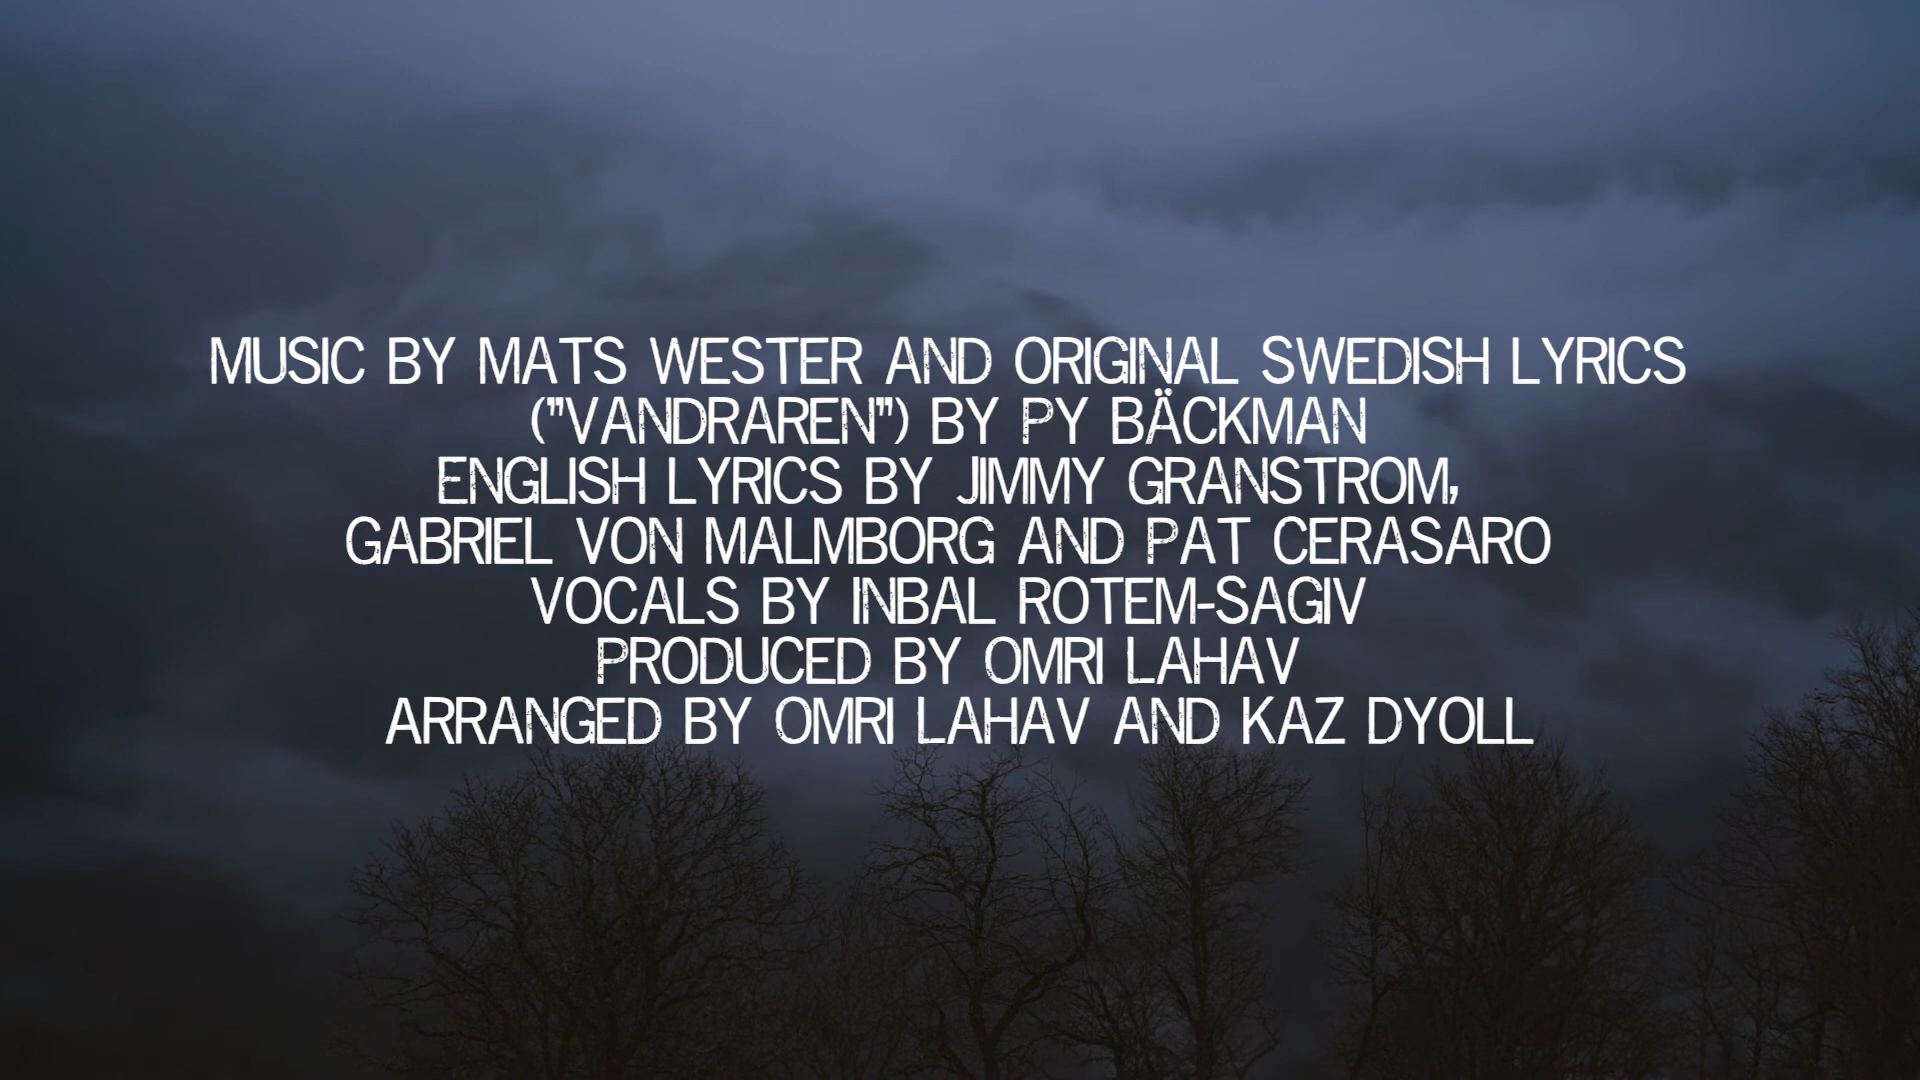 MUSIC BY MATS WESTER AND ORIGINAL SWEDISH LYRICS
("VANDRAREN") BY PY BÄCKMAN
ENGLISH LYRICS BY JIMMY GRANSTROM,
GABRIEL VON MALMBORG AND PAT CERASARO
VOCALS BY INBAL ROTEM-SAGIV
PRODUCED BY OMRI LAHAV
ARRANGED BY OMRI LAHAV AND KAZ DYOLL